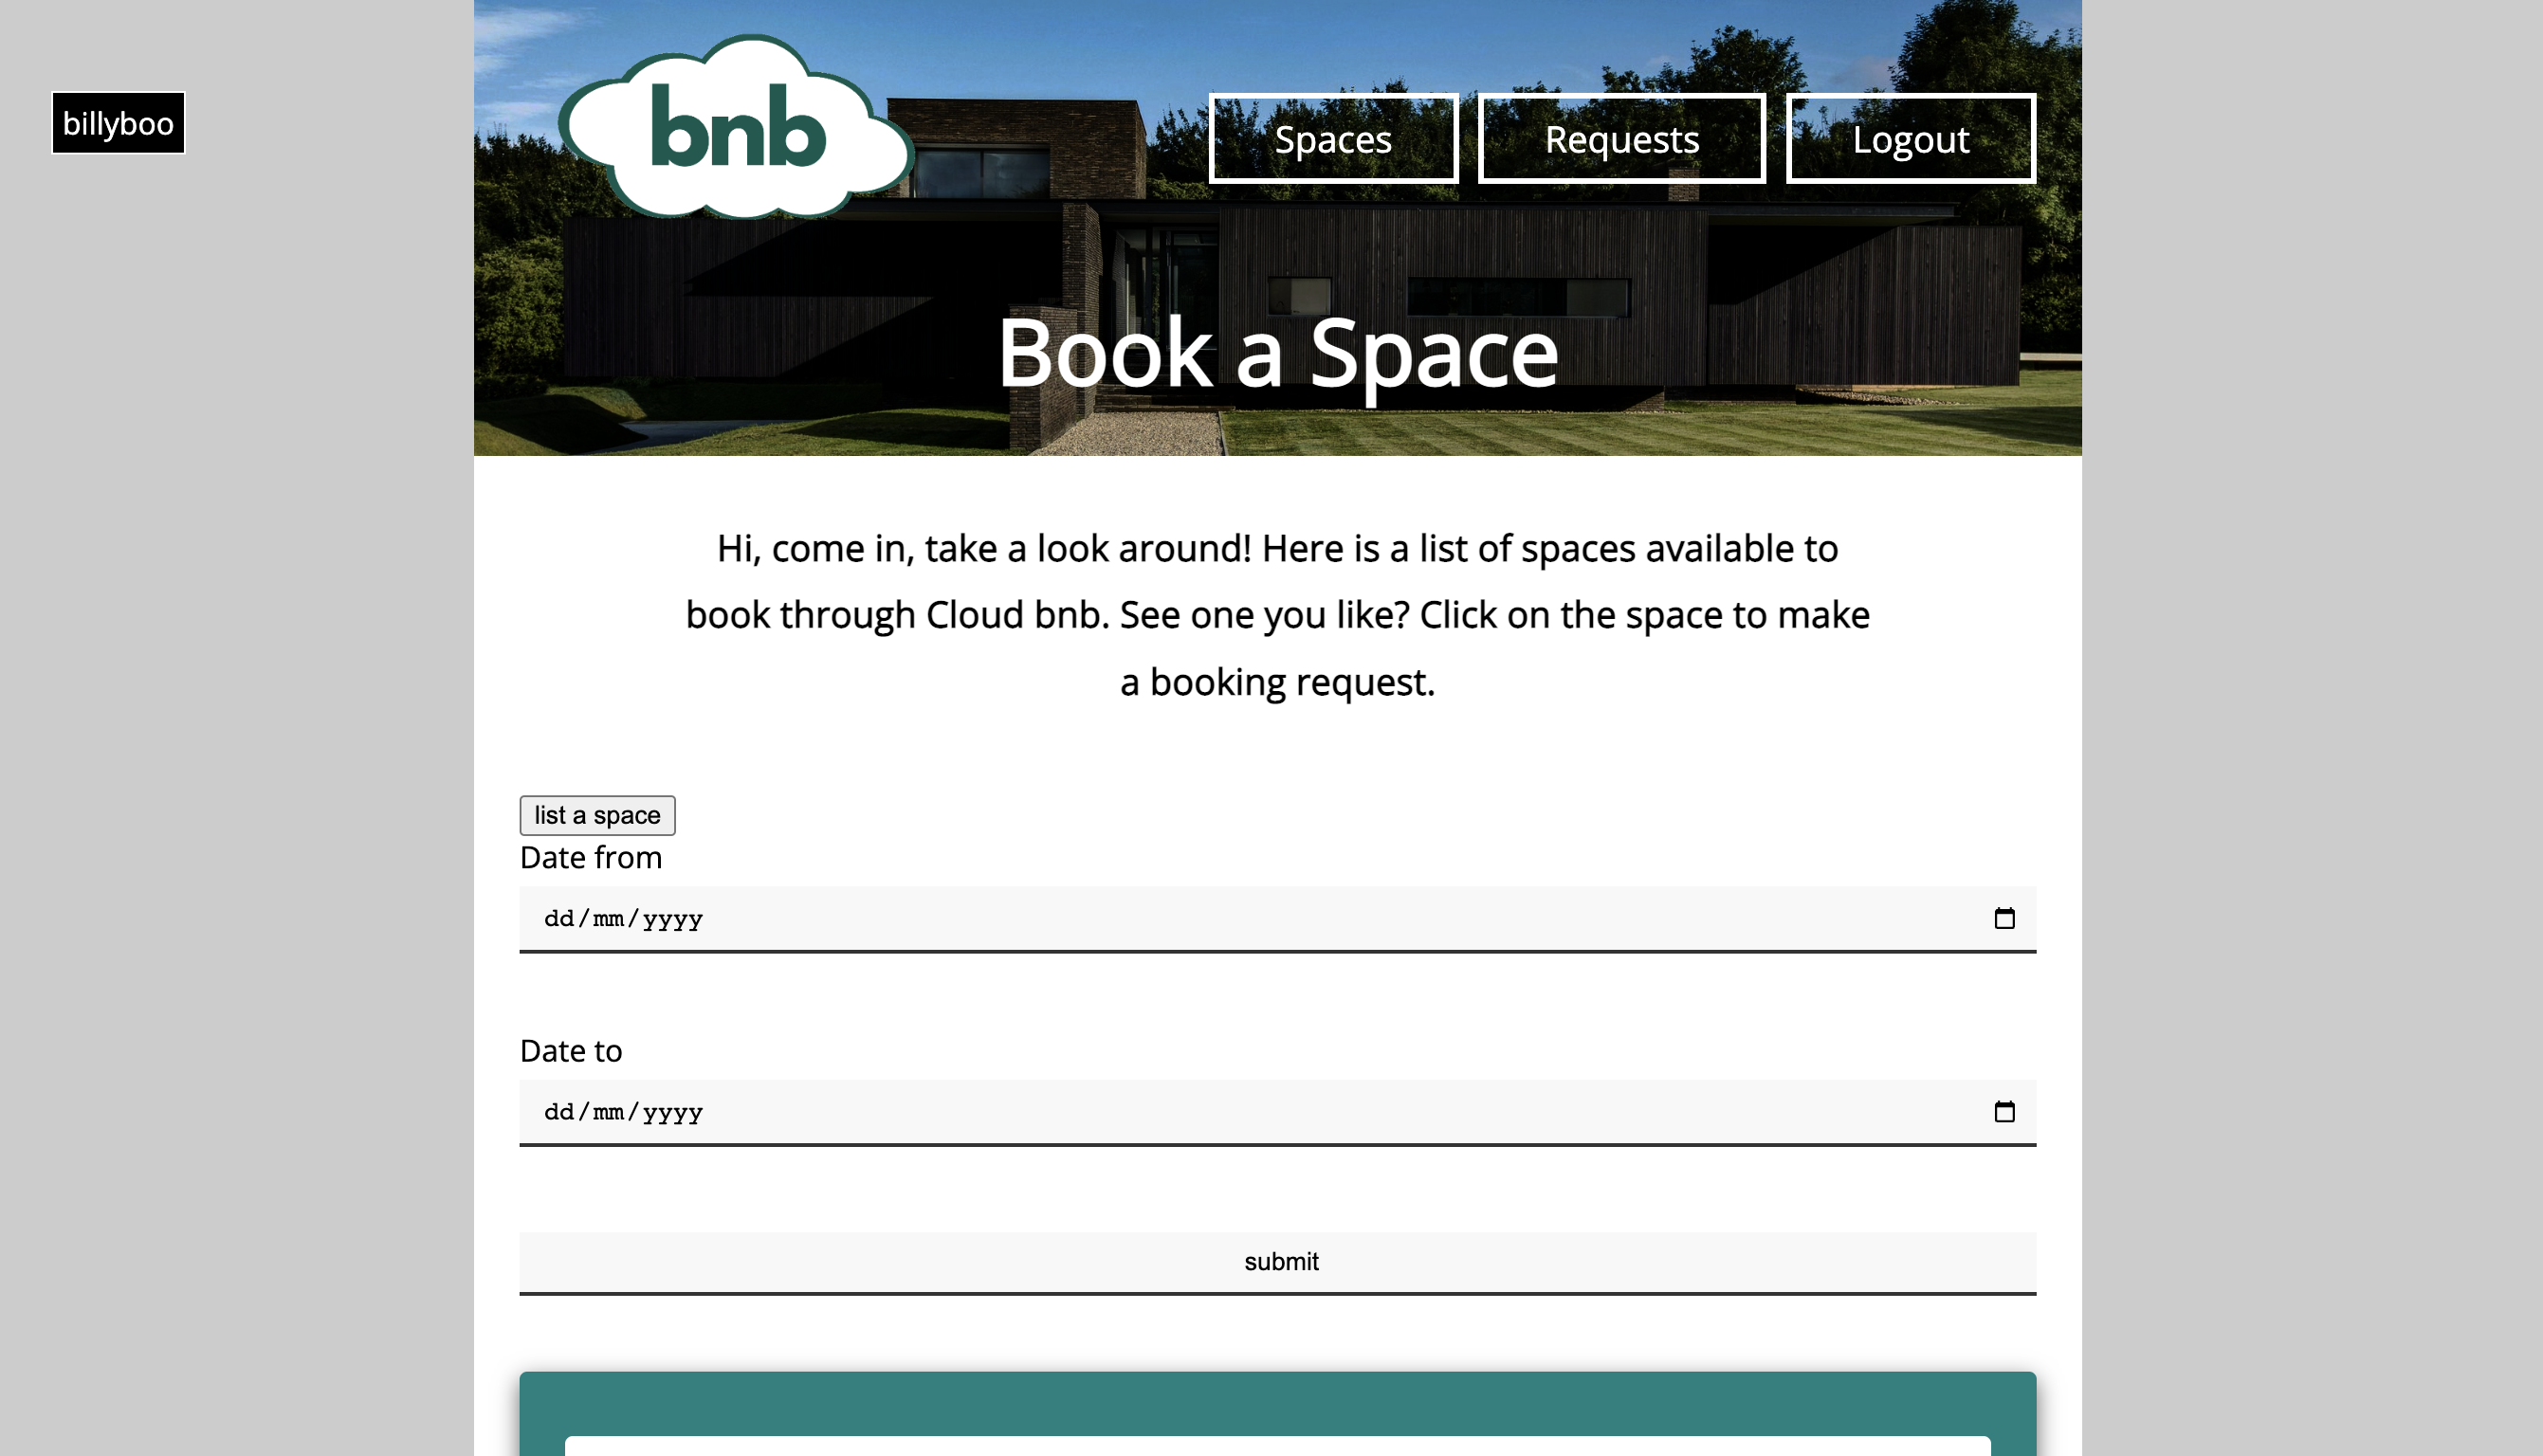 billyboo
bnb
Spaces
Requests
Logout
Book a Space
Hi, come in, take a look around! Here is a list of spaces available to
book through Cloud bnb. See one you like? Click on the space to make
a booking request.
list a space
Date from
dd/mm/yyyy
Date to
dd/mm/yyyy
submit